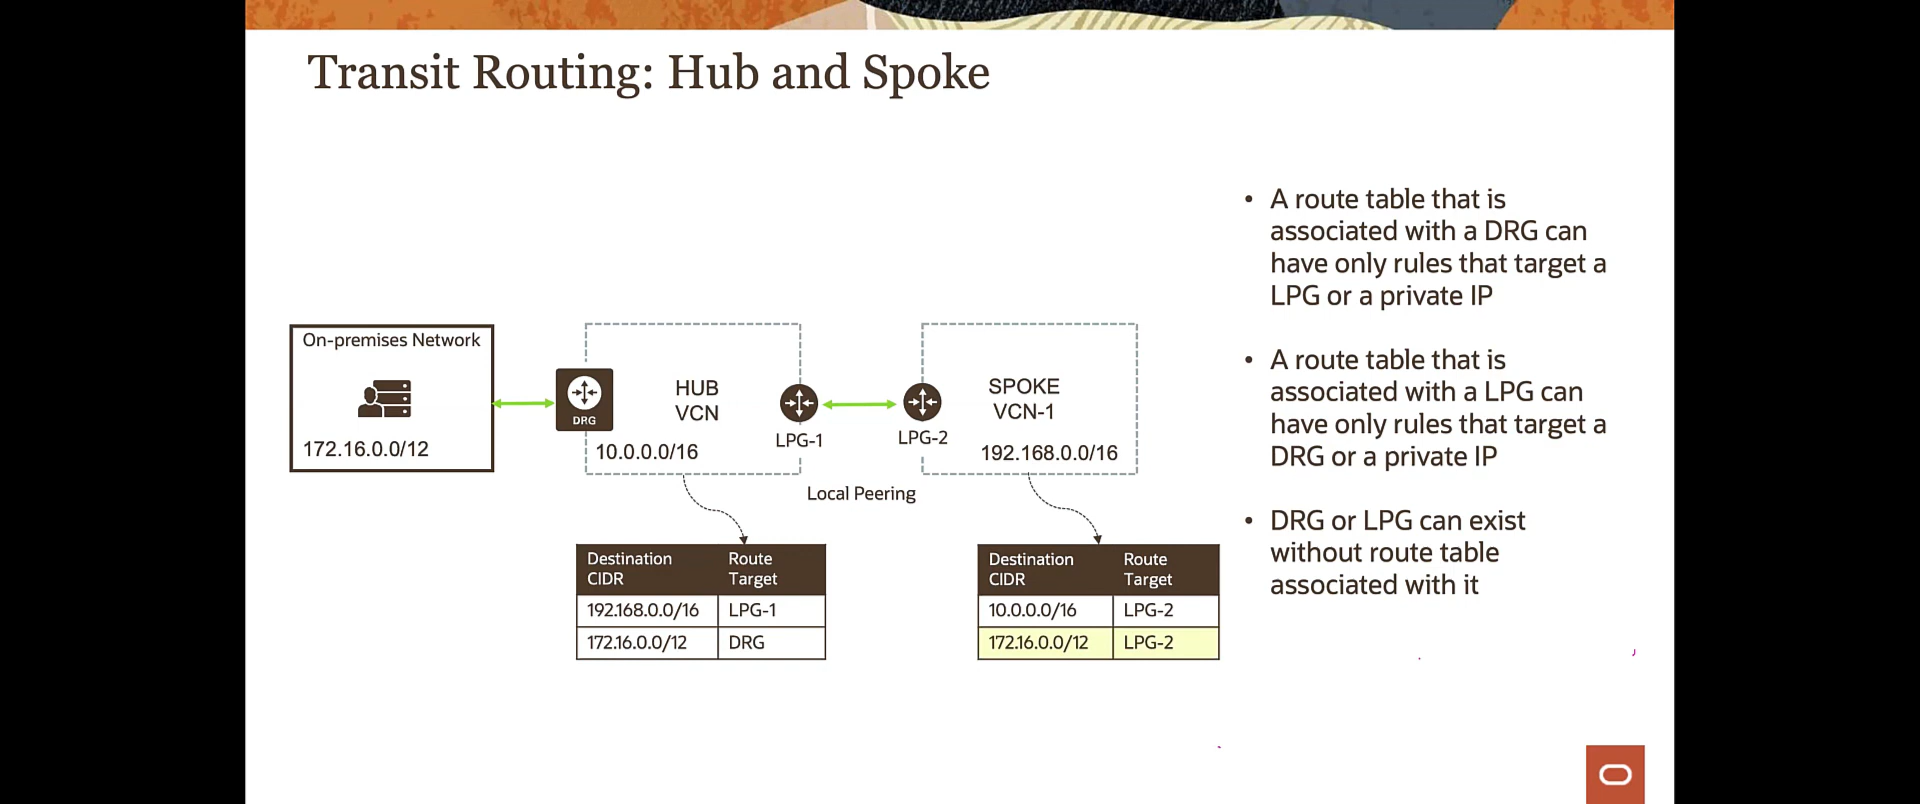 Transit Routing: Hub and Spoke
On-premises Network
172.16.0.0/12
DRG
HUB
VCN
10.0.0.0/16
LPG-1
LPG-2
Local Peering
SPOKE
VCN-1
192.168.0.0/16
Destination CIDR | Route Target
192.168.0.0/16 | LPG-1
172.16.0.0/12 | DRG
Destination CIDR | Route Target
10.0.0.0/16 | LPG-2
172.16.0.0/12 | LPG-2
• A route table that is
associated with a DRG can
have only rules that target a
LPG or a private IP
• A route table that is
associated with a LPG can
have only rules that target a
DRG or a private IP
• DRG or LPG can exist
without route table
associated with it